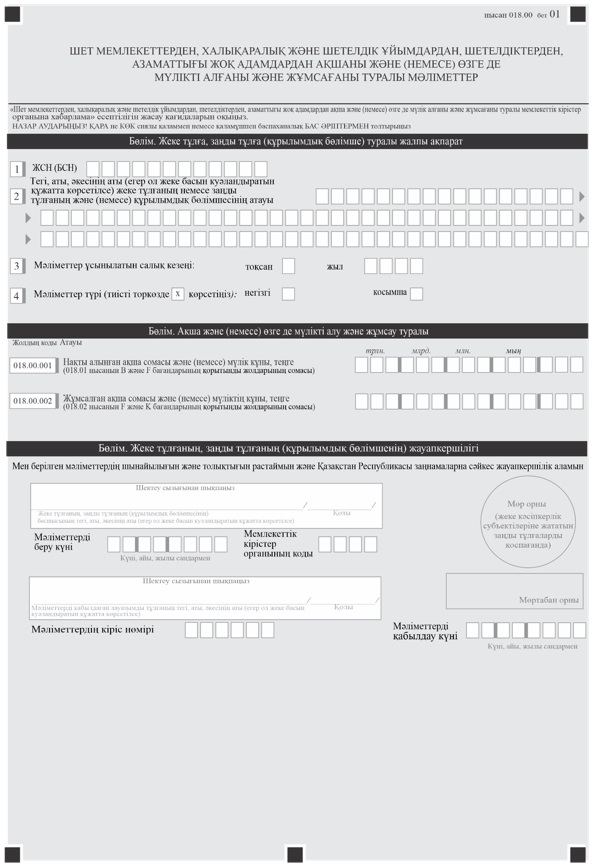 нысан 018.00 бет 01
ШЕТ МЕМЛЕКЕТТЕРДЕН, ХАЛЫҚАРАЛЫҚ ЖӘНЕ ШЕТЕЛДІК ҰЙЫМДАРДАН, ШЕТЕЛДІКТЕРДЕН,
АЗАМАТТЫҒЫ ЖОҚ АДАМДАРДАН АҚШАНЫ ЖӘНЕ (НЕМЕСЕ) ӨЗГЕ ДЕ
МҮЛІКТІ АЛҒАНЫ ЖӘНЕ ЖҰМСАҒАНЫ ТУРАЛЫ МӘЛІМЕТТЕР
«Шет мемлекеттерден, халықаралық және шетелдік ұйымдардан, шетелдіктерден, азаматтығы жоқ адамдардан ақша және (немесе) өзге де мүлік алғаны және жұмсағаны туралы мемлекеттік кірістер
органына хабарлама» есептілігін жасау қағидаларын оқыңыз.
НАЗАР АУДАРЫҢЫЗ! ҚАРА не КӨК сиялы қаламмен немесе қаламұшпен баспаханалық БАС ӘРІПТЕРМЕН толтырыңыз
Бөлім. Жеке тұлға, заңды тұлға (құрылымдық бөлімше) туралы жалпы ақпарат
1 ЖСН (БСН)
Тегі, аты, әкесінің аты (егер ол жеке басын куәландыратын
2 құжатта көрсетілсе) жеке тұлғаның немесе заңды
тұлғаның және (немесе) құрылымдық бөлімшесінің атауы
3 Мәліметтер ұсынылатын салық кезеңі: тоқсан жыл
4 Мәліметтер түрі (тиісті торкөзде x көрсетіңіз): негізгі қосымша
Бөлім. Ақша және (немесе) өзге де мүлікті алу және жұмсау туралы
Жолдың коды Атауы
трлн. млрд. млн. мың
018.00.001 Нақты алынған ақша сомасы және (немесе) мүлік құны, теңге
(018.01 нысанын B және F бағандарының қорытынды жолдарының сомасы)
018.00.002 Жұмсалған ақша сомасы және (немесе) мүліктің құны, теңге
(018.02 нысанын F және K бағандарының қорытынды жолдарының сомасы)
Бөлім. Жеке тұлғаның, заңды тұлғаның (құрылымдық бөлімшенің) жауапкершілігі
Мен берілген мәліметтердің шынайылығын және толықтығын растаймын және Қазақстан Республикасы заңнамаларна сәйкес жауапкершілік аламын
Шектеу сызығынан шықпаңыз
Жеке тұлғаның, заңды тұлғаның (құрылымдық бөлімшесінің) Қолы
басшысының тегі, аты, әкесінің аты (егер ол жеке басын куәландыратын құжатта көрсетілсе)
Мөр орны
(жеке кәсіпкерлік
субъектілеріне жататын
заңды тұлғаларды
қоспағанда)
Мәліметтерді
беру күні
Күні, айы, жылы сандармен
Мемлекеттік
кірістер
органының коды
Шектеу сызығынан шықпаңыз
Мәліметтерді қабылдаған лауазымды тұлғаның тегі, аты, әкесінің аты (егер ол жеке басын Қолы
куәландыратын құжатта көрсетілсе)
Мөртабан орны
Мәліметтердің кіріс нөмірі
Мәліметтерді
қабылдау күні
Күні, айы, жылы сандармен